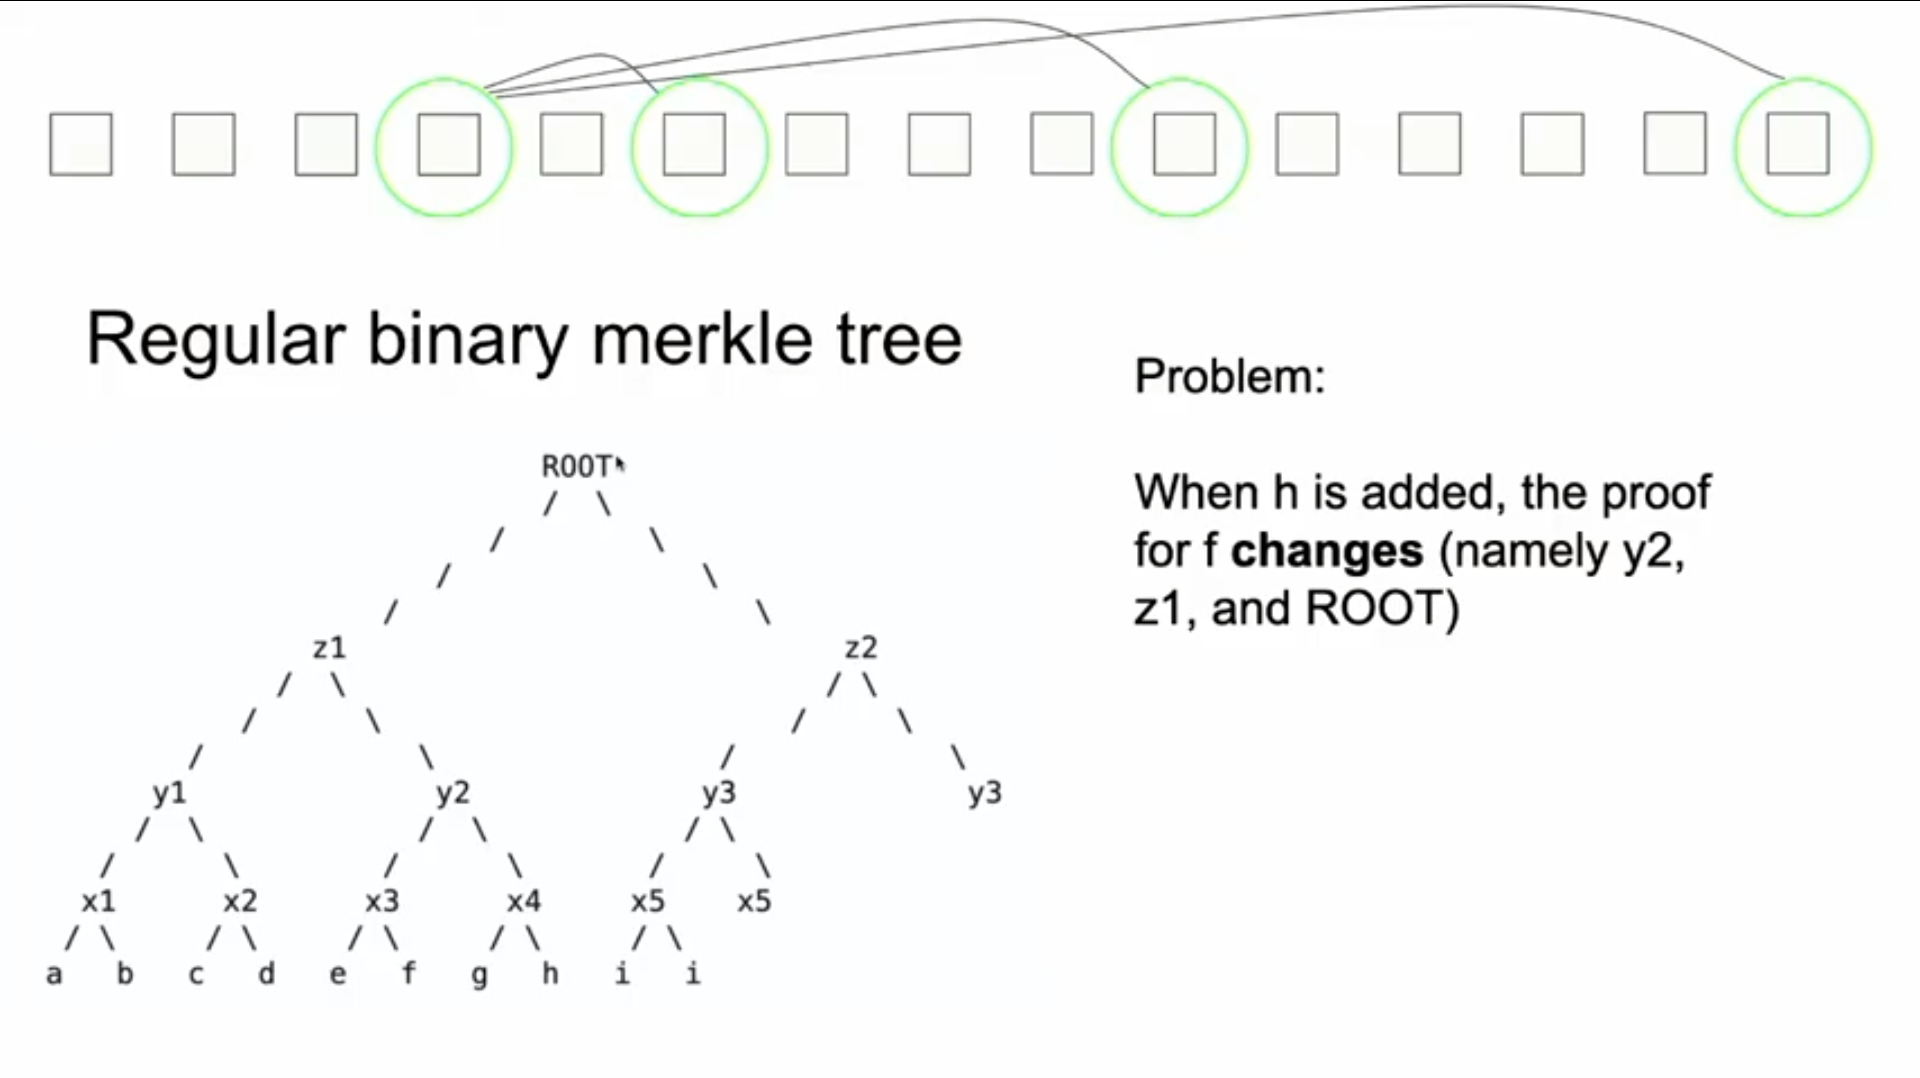 Regular binary merkle tree
Problem:
When h is added, the proof
for f changes (namely y2,
z1, and ROOT)
ROOT
z1 z2
y1 y2 y3 y3
x1 x2 x3 x4 x5 x5
a b c d e f g h i i